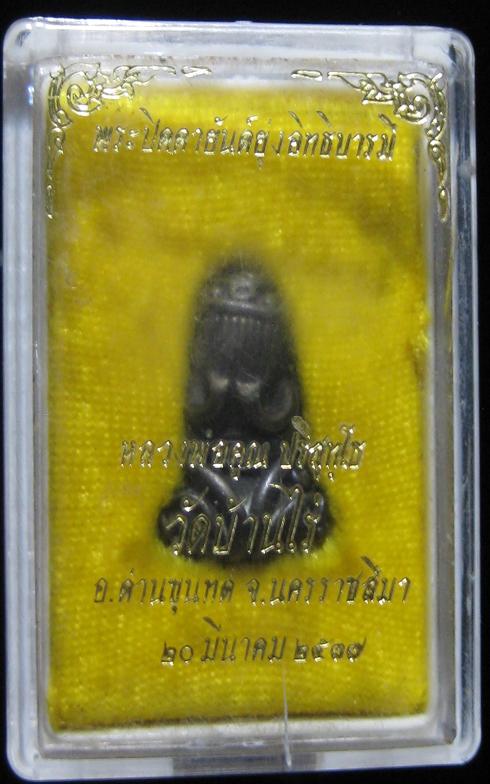 พระปิดตายันต์ยุ่งอิทธิบารมี
หลวงพ่อคูณ ปริสุทโธ
วัดบ้านไร่
อ.ด่านขุนทด จ.นครราชสีมา
๒๐ มีนาคม ๒๕๓๗